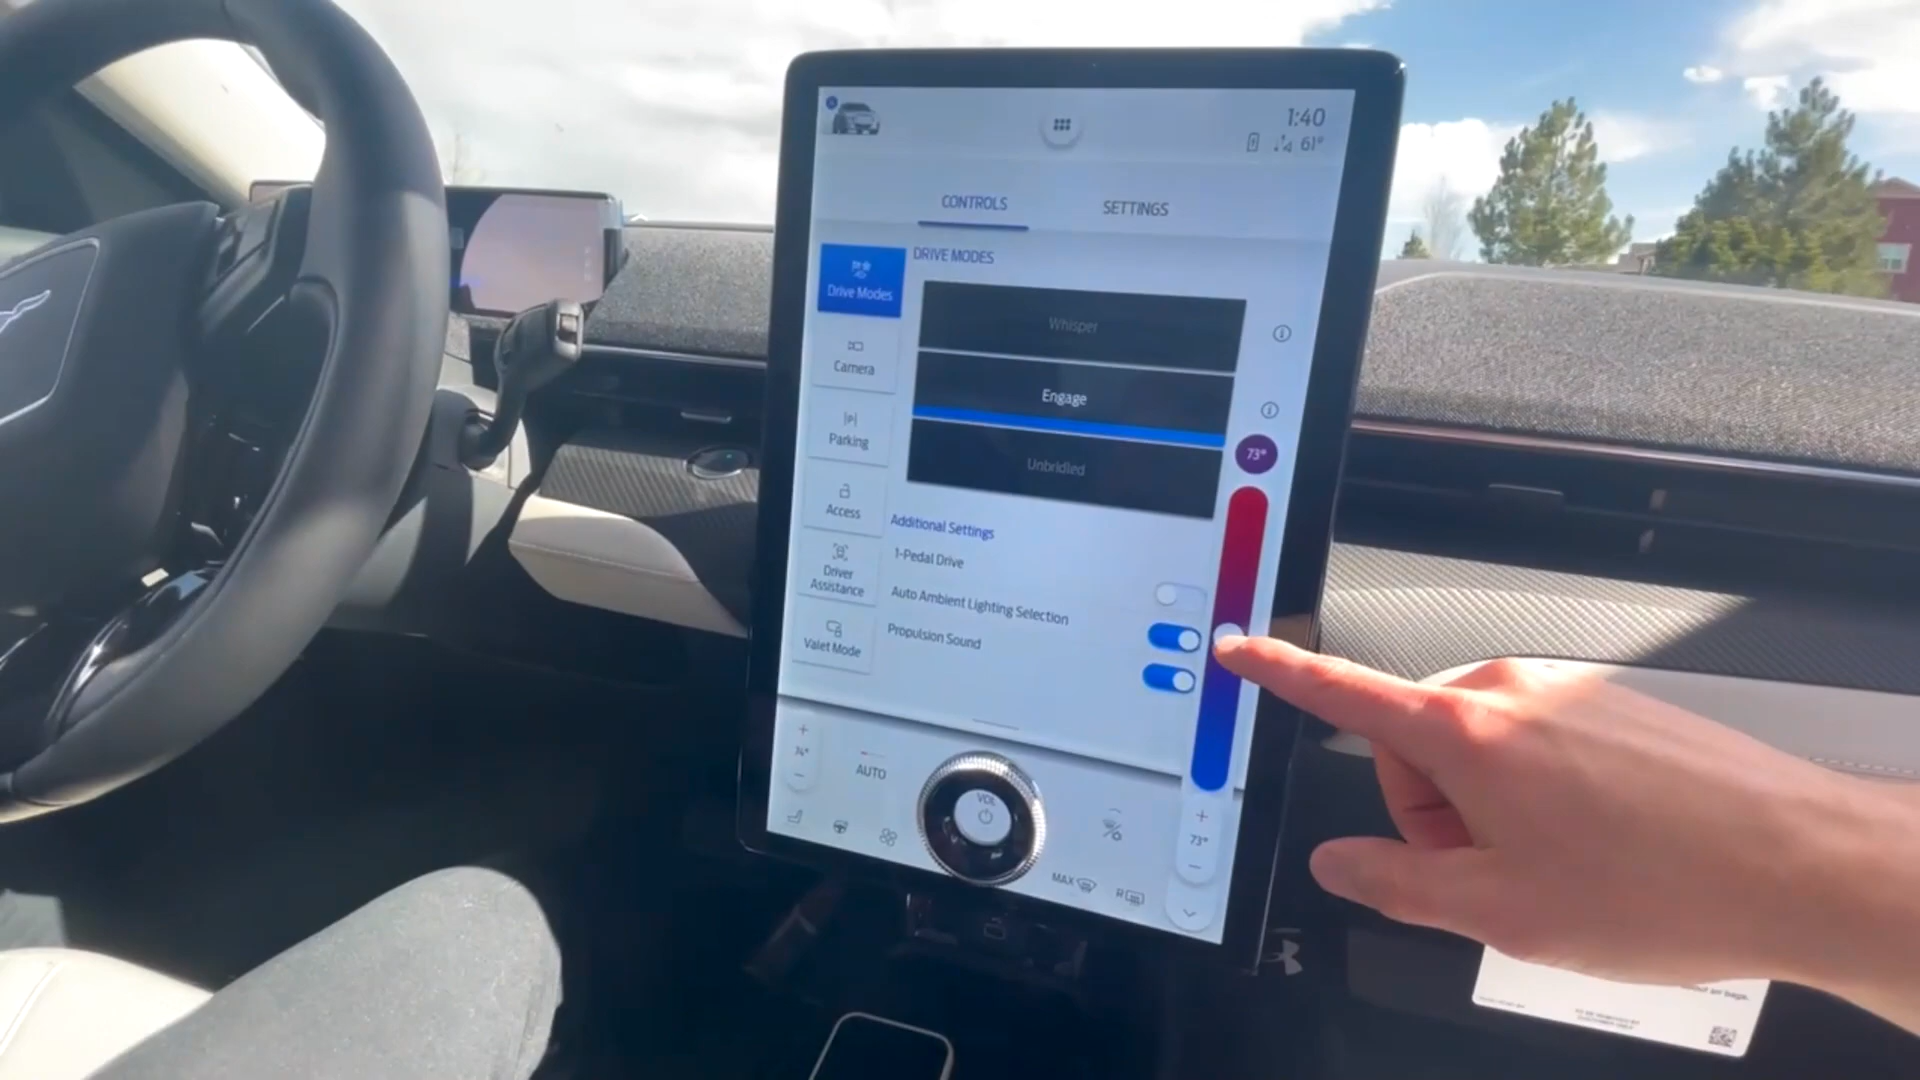 1:40
61°
CONTROLS
SETTINGS
DRIVE MODES
Drive Modes
Whisper
Camera
Engage
Parking
73°
Unbridled
Access
Additional Settings
1-Pedal Drive
Driver
Assistance
Auto Ambient Lighting Selection
Propulsion Sound
Valet Mode
+
74°
−
AUTO
VOL
+
73°
−
MAX
R